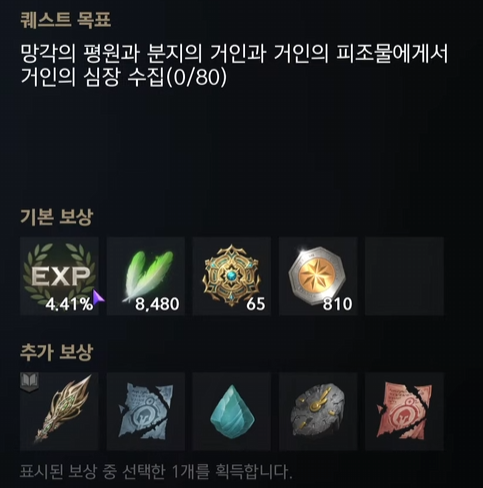 퀘스트 목표
망각의 평원과 분지의 거인과 거인의 피조물에게서
거인의 심장 수집(0/80)
기본 보상
EXP
4.41% 8,480 65 810
추가 보상
표시된 보상 중 선택한 1개를 획득합니다.